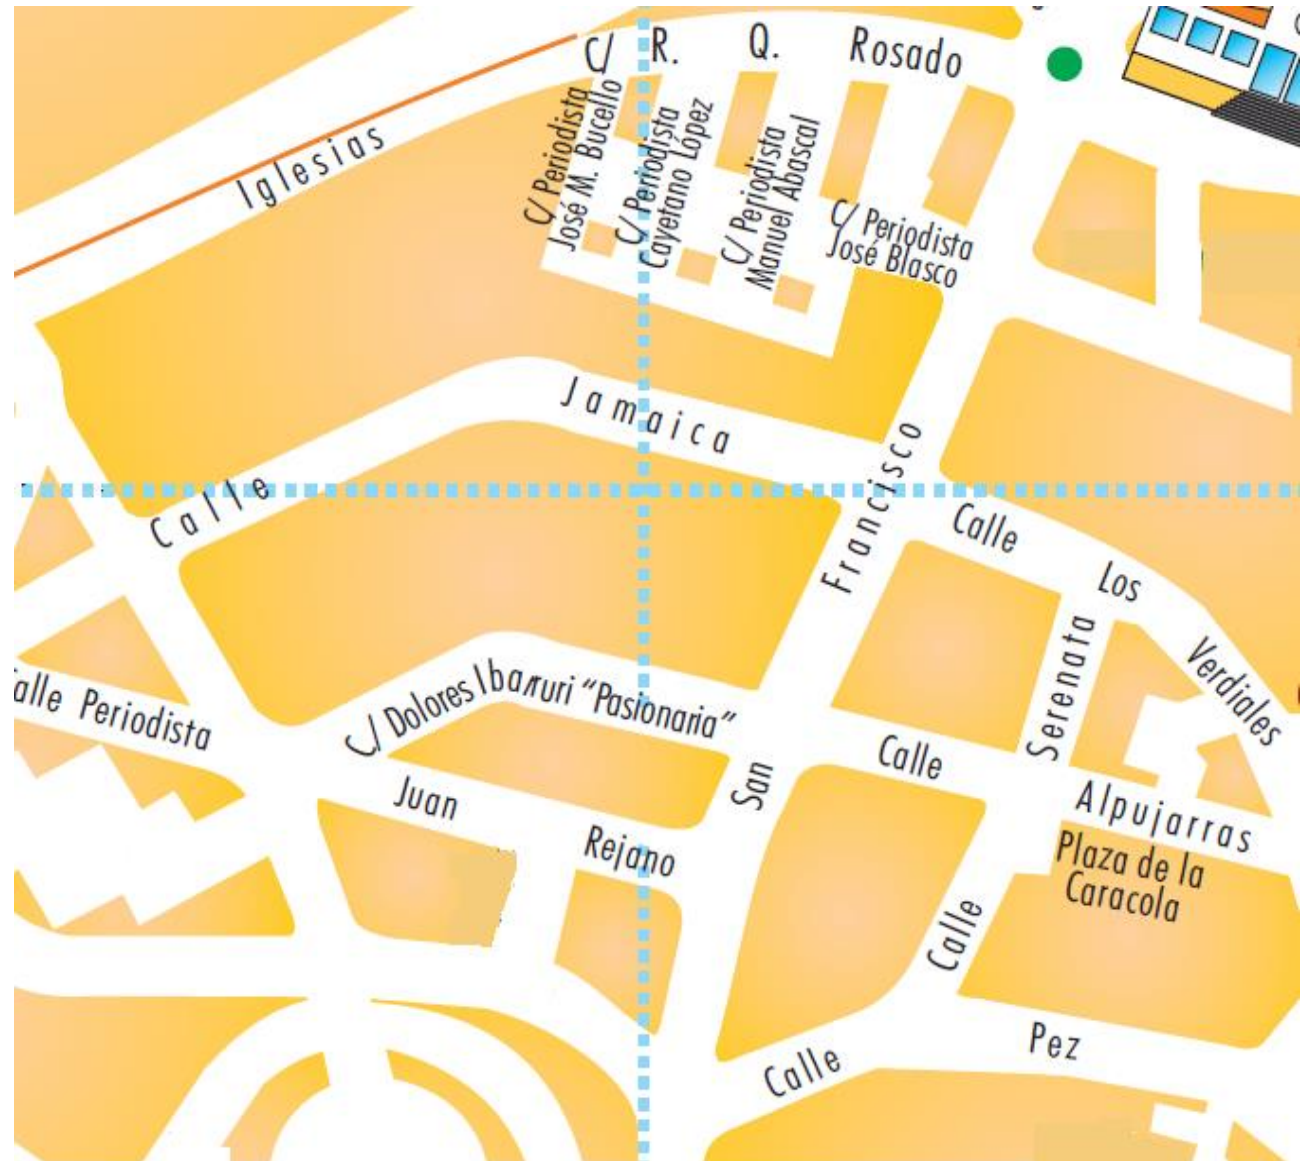 C/ R. Q. Rosado
Iglesias
C/ Periodista
José M. Bucello
C/ Periodista
Cayetano López
C/ Periodista
Manuel Abascal
C/ Periodista
José Blasco
Calle Jamaica
San Francisco
Calle Los Verdiales
Calle Serenata
C/ Dolores Ibarruri "Pasionaria"
alle Periodista
Juan Rejano
Calle Alpujarras
Plaza de la
Caracola
Calle Pez